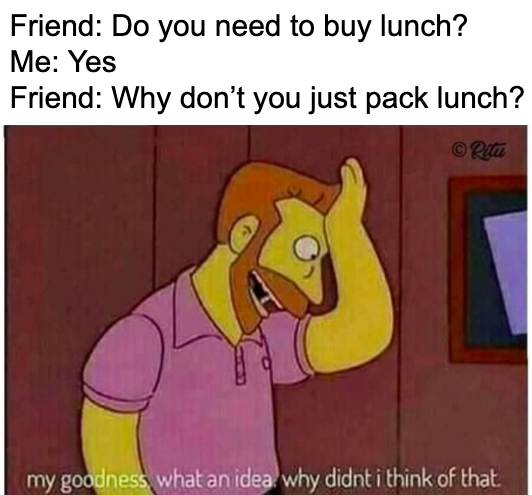 Friend: Do you need to buy lunch?
Me: Yes
Friend: Why don’t you just pack lunch?
© Ritu
my goodness, what an idea. why didnt i think of that.